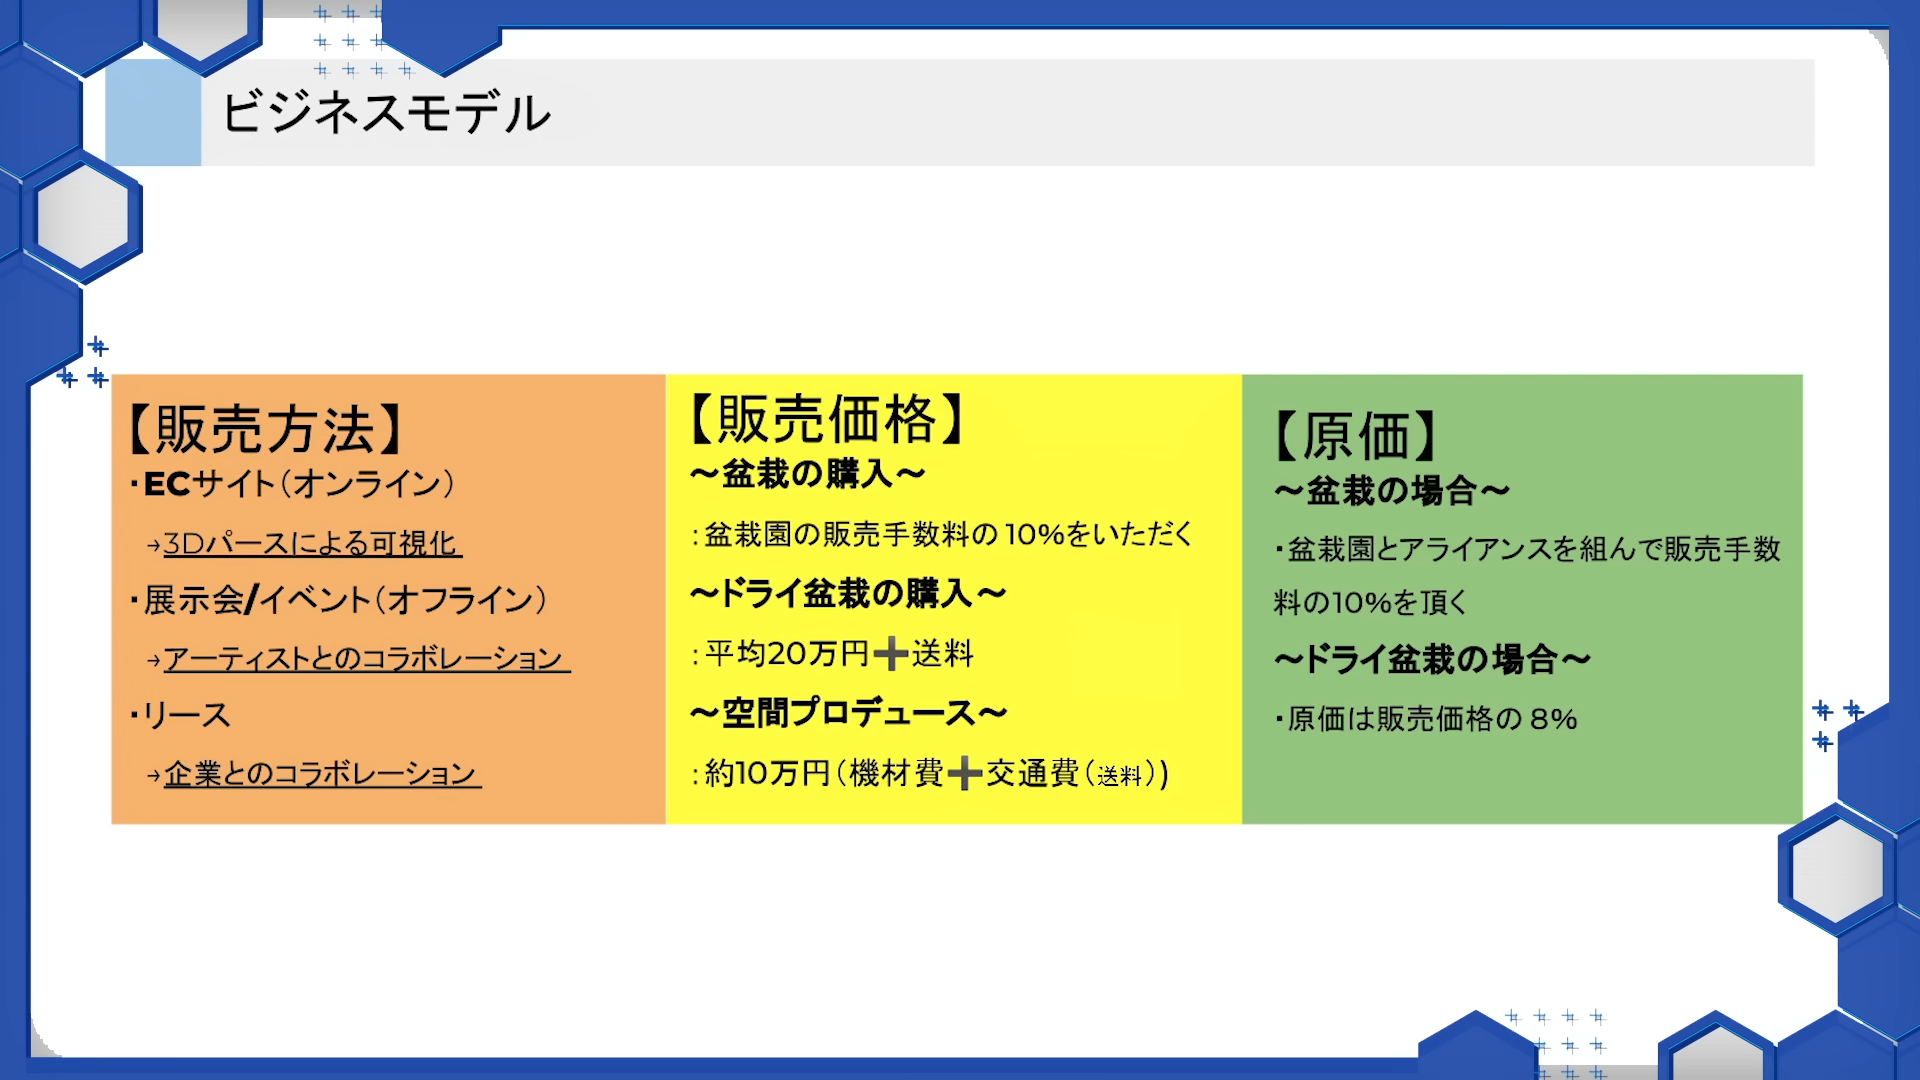 ビジネスモデル
【販売方法】
・ECサイト（オンライン）
→3Dパースによる可視化
・展示会/イベント（オフライン）
→アーティストとのコラボレーション
・リース
→企業とのコラボレーション
【販売価格】
〜盆栽の購入〜
：盆栽園の販売手数料の10%をいただく
〜ドライ盆栽の購入〜
：平均20万円➕送料
〜空間プロデュース〜
：約10万円（機材費➕交通費（送料）)
【原価】
〜盆栽の場合〜
・盆栽園とアライアンスを組んで販売手数
料の10%を頂く
〜ドライ盆栽の場合〜
・原価は販売価格の8%